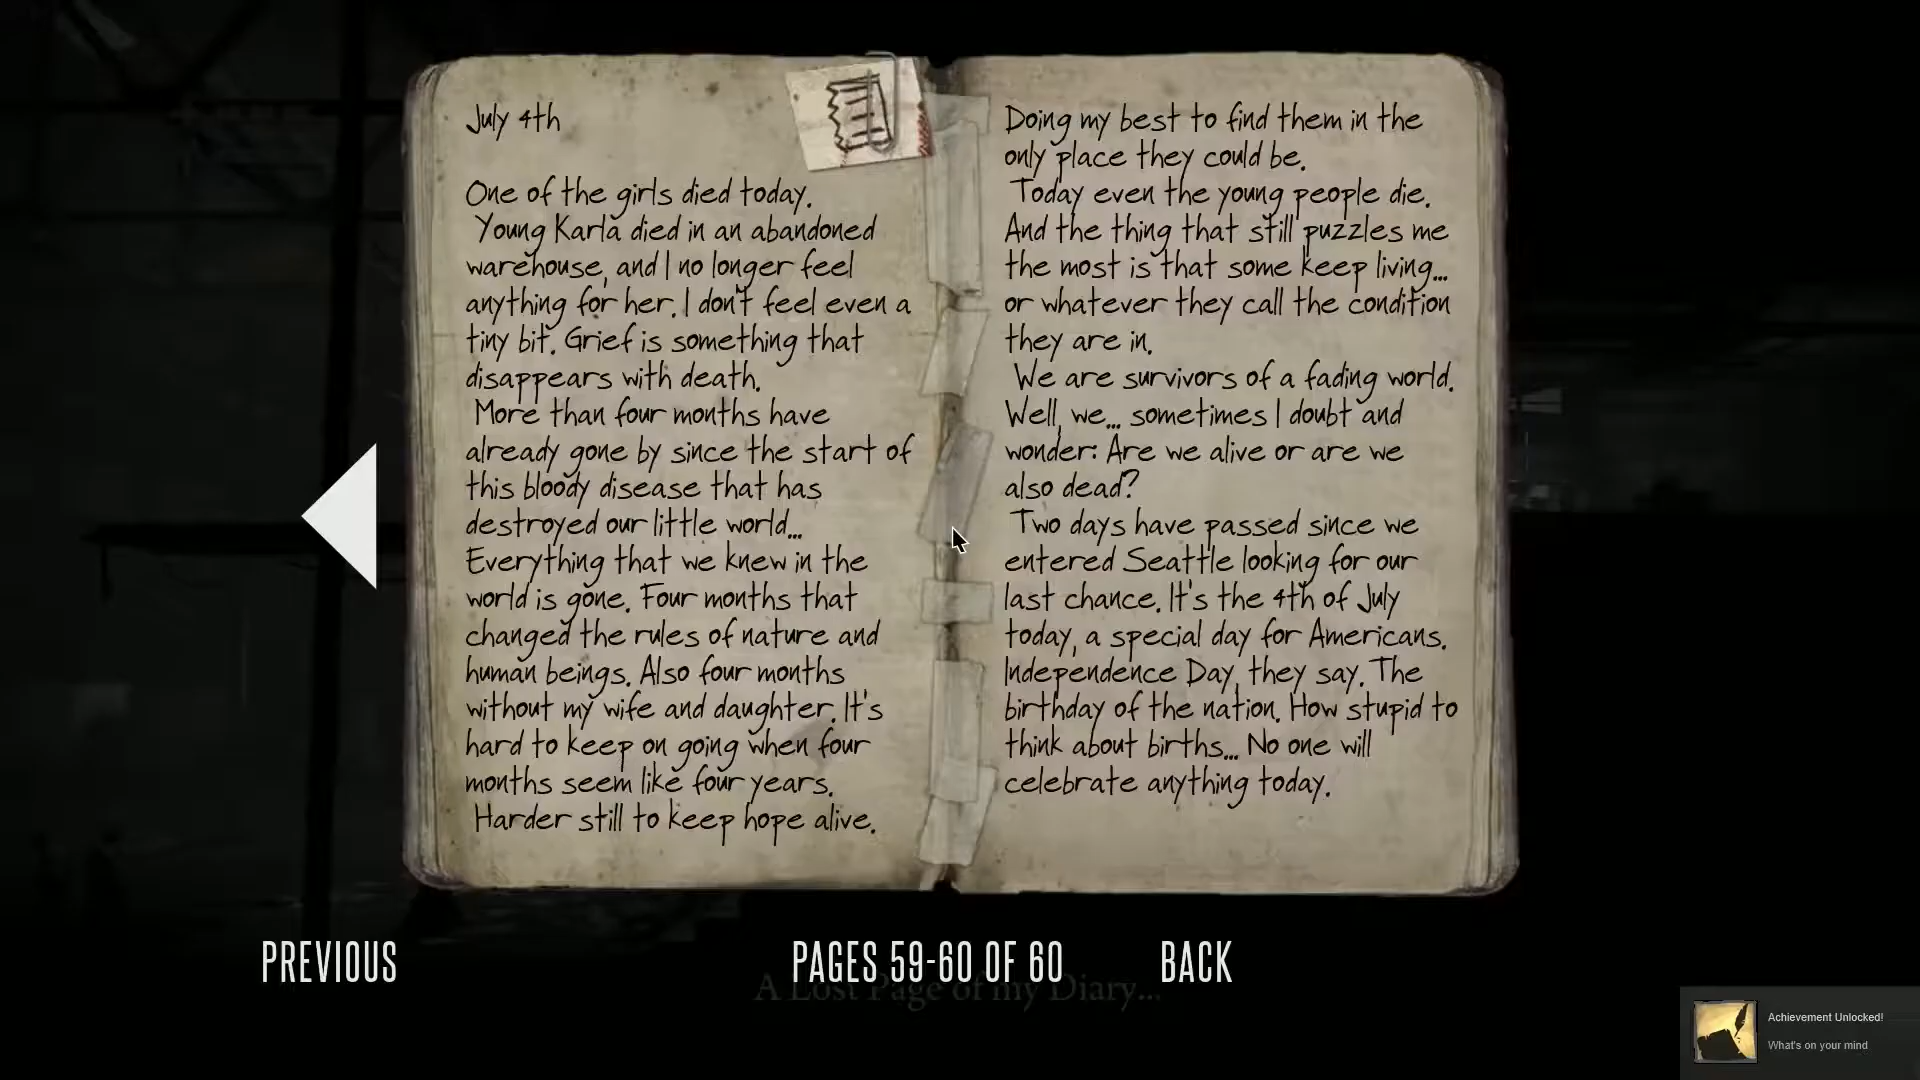 July 4th
One of the girls died today.
Young Karla died in an abandoned
warehouse, and I no longer feel
anything for her. I don't feel even a
tiny bit. Grief is something that
disappears with death.
More than four months have
already gone by since the start of
this bloody disease that has
destroyed our little world...
Everything that we knew in the
world is gone. Four months that
changed the rules of nature and
human beings. Also four months
without my wife and daughter. It's
hard to keep on going when four
months seem like four years.
Harder still to keep hope alive.
Doing my best to find them in the
only place they could be.
Today even the young people die.
And the thing that still puzzles me
the most is that some keep living...
or whatever they call the condition
they are in.
We are survivors of a fading world.
Well, we... sometimes I doubt and
wonder: Are we alive or are we
also dead?
Two days have passed since we
entered Seattle looking for our
last chance. It's the 4th of July
today, a special day for Americans.
Independence Day, they say. The
birthday of the nation. How stupid to
think about births... No one will
celebrate anything today.
PREVIOUS
PAGES 59-60 OF 60
BACK
A Lost Page of my Diary...
Achievement Unlocked!
What's on your mind